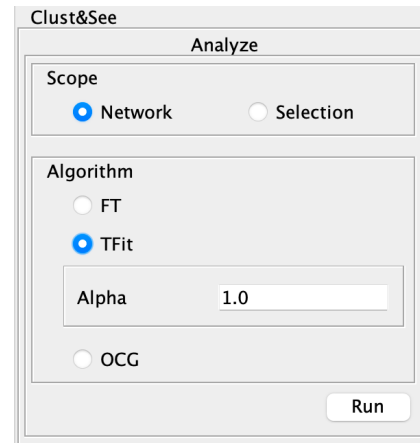 Clust&See
Analyze
Scope
Network Selection
Algorithm
FT
TFit
Alpha 1.0
OCG
Run